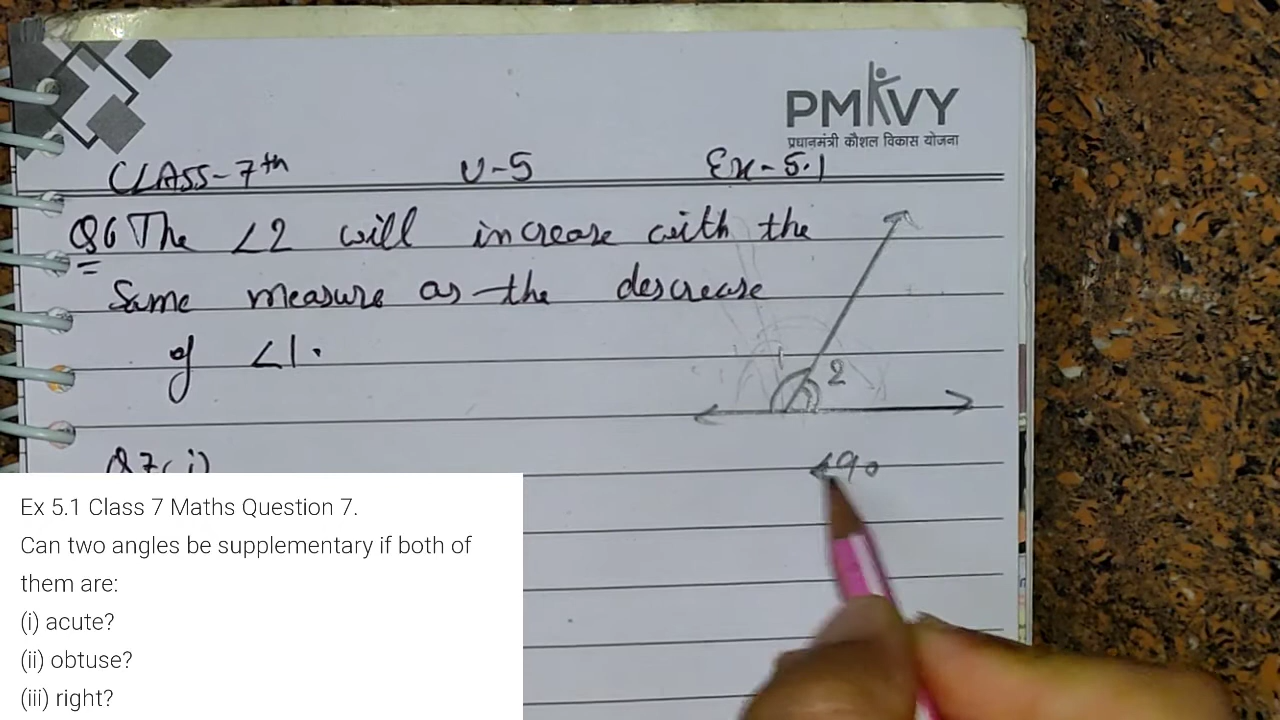 PMKVY
प्रधानमंत्री कौशल विकास योजना
CLASS-7th U-5 Ex-5.1
Q6 The ∠2 will increase with the
Same measure as the descrease
of ∠1.
1
2
Q7(i)
<90
Ex 5.1 Class 7 Maths Question 7.
Can two angles be supplementary if both of
them are:
(i) acute?
(ii) obtuse?
(iii) right?